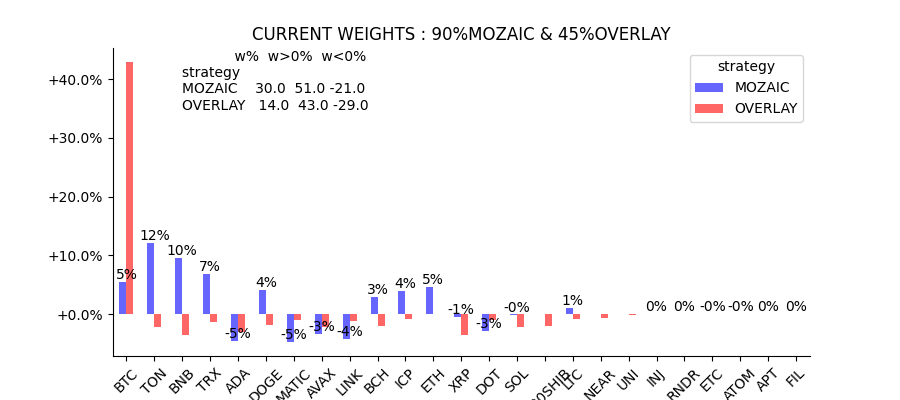 CURRENT WEIGHTS : 90%MOZAIC & 45%OVERLAY
w% w>0% w<0%
strategy
MOZAIC 30.0 51.0 -21.0
OVERLAY 14.0 43.0 -29.0
strategy
MOZAIC
OVERLAY
+40.0%
+30.0%
+20.0%
+10.0%
+0.0%
5% 12% 10% 7% -5% 4% -5% -3% -4% 3% 4% 5% -1% -3% -0% 1% 0% 0% -0% -0% 0% 0%
BTC TON BNB TRX ADA DOGE MATIC AVAX LINK BCH ICP ETH XRP DOT SOL LTC NEAR UNI INJ RNDR ETC ATOM APT FIL